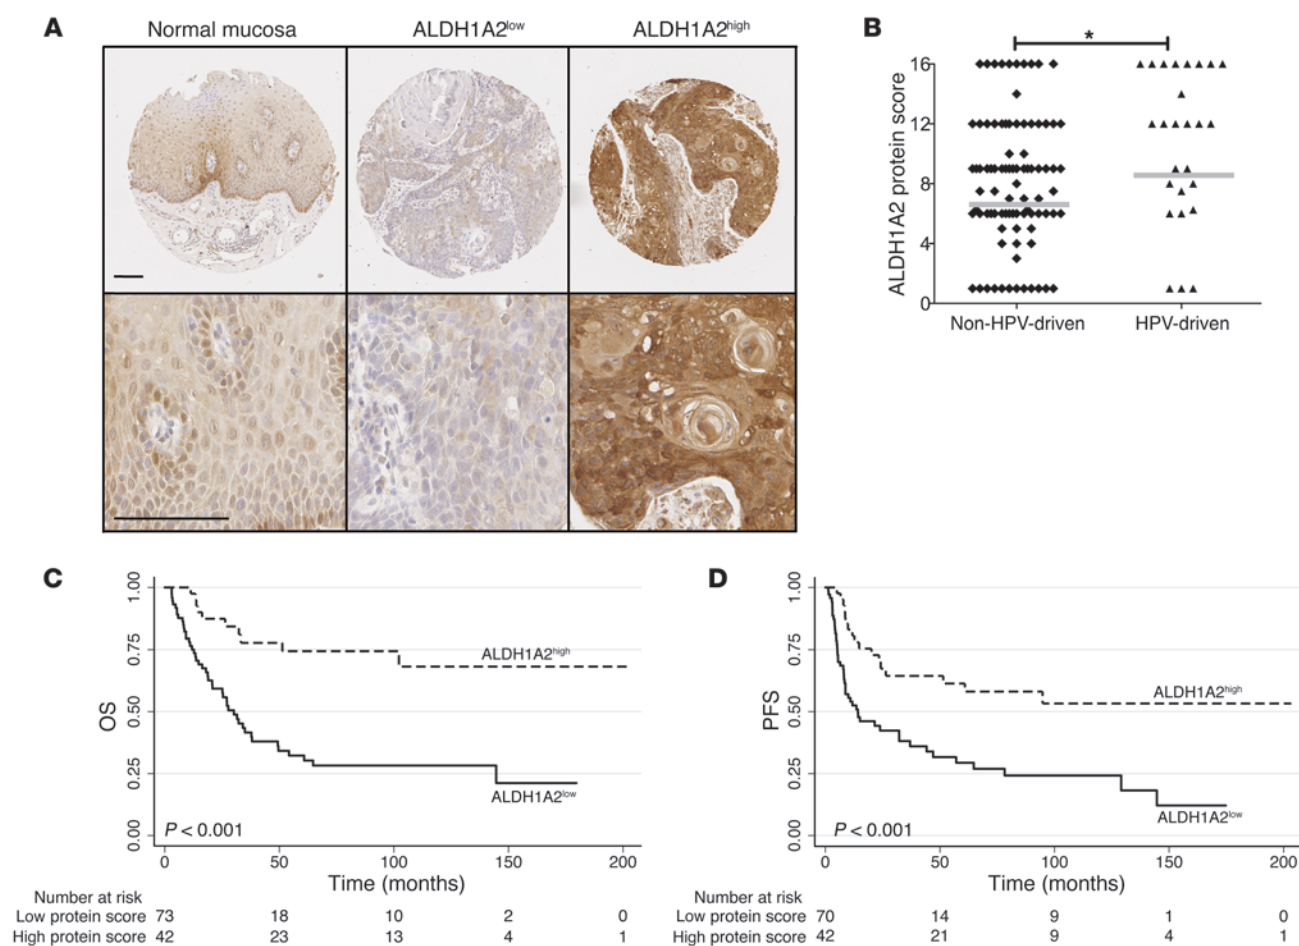 A
Normal mucosa
ALDH1A2low
ALDH1A2high
B
*
ALDH1A2 protein score
16
12
8
4
0
Non-HPV-driven
HPV-driven
C
OS
1.00
0.75
0.50
0.25
0.00
ALDH1A2high
ALDH1A2low
P < 0.001
0 50 100 150 200
Time (months)
Number at risk
Low protein score 73 18 10 2 0
High protein score 42 23 13 4 1
D
PFS
1.00
0.75
0.50
0.25
0.00
ALDH1A2high
ALDH1A2low
P < 0.001
0 50 100 150 200
Time (months)
Number at risk
Low protein score 70 14 9 1 0
High protein score 42 21 9 4 1